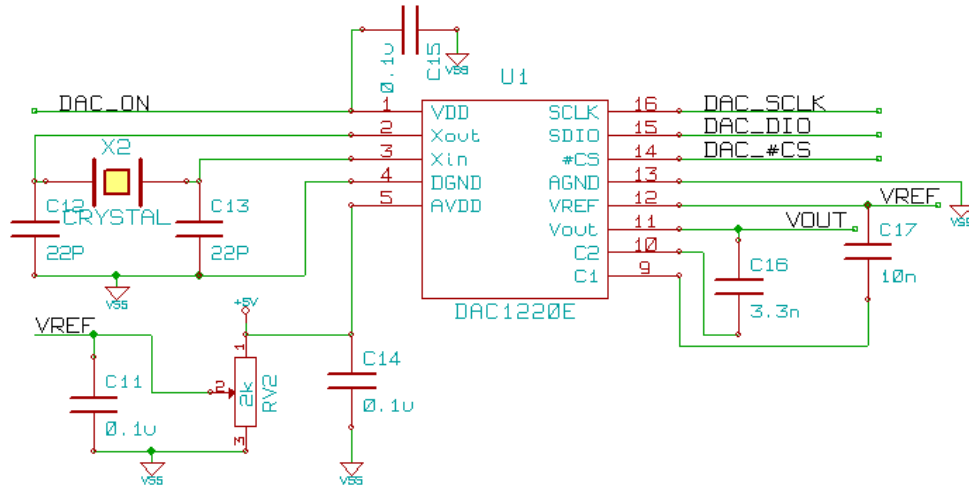 0.1u
C15
VSS
U1
DAC_ON
1
VDD
SCLK
16
DAC_SCLK
2
Xout
SDIO
15
DAC_DIO
X2
3
Xin
#CS
14
DAC_#CS
4
DGND
AGND
13
C12
CRYSTAL
C13
5
AVDD
VREF
12
VREF
VSS
Vout
11
VOUT
C17
22P
22P
C2
10
C16
C1
9
10n
VSS
+5V
DAC1220E
3.3n
VREF
1
C14
C11
2
2k
RV2
0.1u
0.1u
3
VSS
VSS